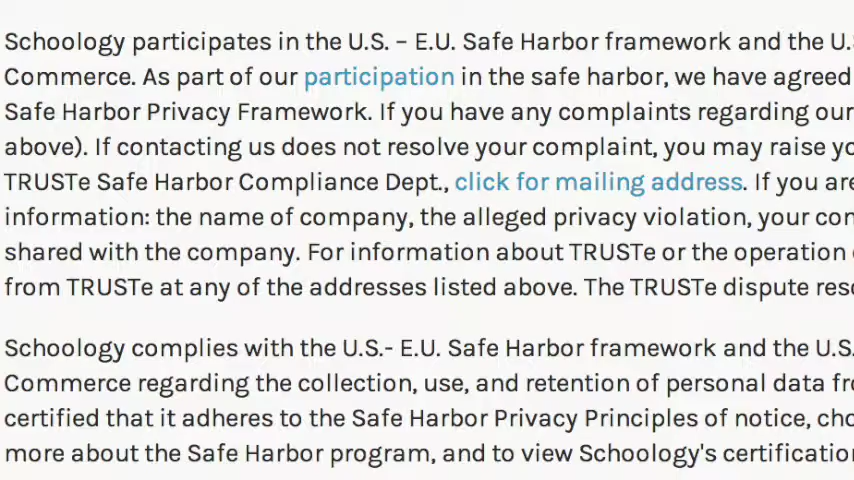 Schoology participates in the U.S. – E.U. Safe Harbor framework and the U.S
Commerce. As part of our participation in the safe harbor, we have agreed
Safe Harbor Privacy Framework. If you have any complaints regarding our
above). If contacting us does not resolve your complaint, you may raise yo
TRUSTe Safe Harbor Compliance Dept., click for mailing address. If you are
information: the name of company, the alleged privacy violation, your con
shared with the company. For information about TRUSTe or the operation
from TRUSTe at any of the addresses listed above. The TRUSTe dispute reso
Schoology complies with the U.S.- E.U. Safe Harbor framework and the U.S.
Commerce regarding the collection, use, and retention of personal data fro
certified that it adheres to the Safe Harbor Privacy Principles of notice, cho
more about the Safe Harbor program, and to view Schoology's certification